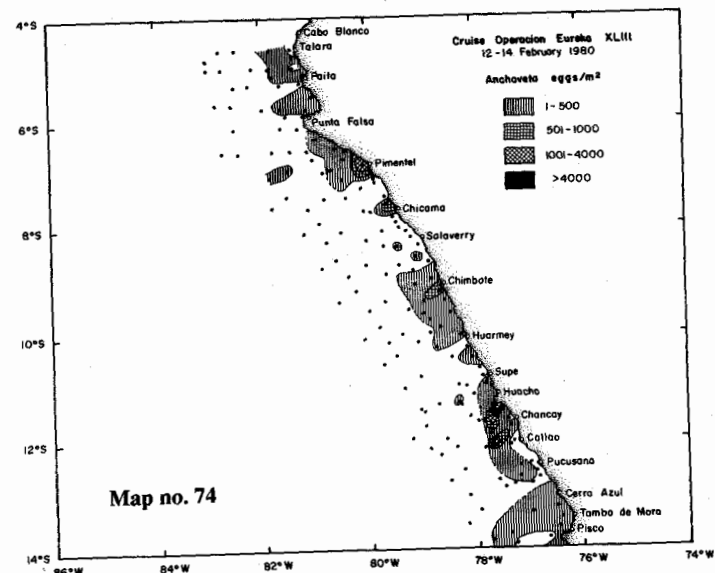 Cruise Operacion Eureka XLIII
12-14 February 1980
Anchoveta eggs/m²
1-500
501-1000
1001-4000
>4000
Cabo Blanco
Talara
Paita
Punta Falsa
Pimentel
Chicama
Salaverry
Chimbote
Huarmey
Supe
Huacho
Chancay
Callao
Pucusana
Cerro Azul
Tambo de Mora
Pisco
Map no. 74
4°S
6°S
8°S
10°S
12°S
14°S
86°W
84°W
82°W
80°W
78°W
76°W
74°W